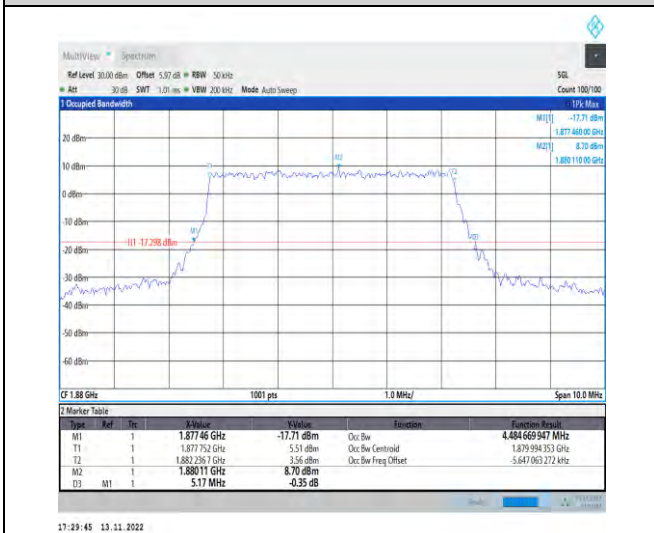 MultiView Spectrum
Ref Level 30.00 dBm Offset 5.97 dB RBW 50 kHz SGL
Att 30 dB SWT 1.01 ms VBW 200 kHz Mode Auto Sweep Count 100/100
1 Occupied Bandwidth 1Pk Max
M1[1] -17.71 dBm
1.877 460 00 GHz
M2[1] 8.70 dBm
1.880 110 00 GHz
20 dBm
M2
T1
T2
10 dBm
0 dBm
-10 dBm
M1
D3
H1 -17.298 dBm
-20 dBm
-30 dBm
-40 dBm
-50 dBm
-60 dBm
CF 1.88 GHz 1001 pts 1.0 MHz/ Span 10.0 MHz
2 Marker Table
Type Ref Trc X-Value Y-Value Function Function Result
M1 1 1.87746 GHz -17.71 dBm Occ Bw 4.484 669 947 MHz
T1 1 1.877 752 GHz 5.51 dBm Occ Bw Centroid 1.879 994 353 GHz
T2 1 1.882 236 7 GHz 3.56 dBm Occ Bw Freq Offset -5.647 063 272 kHz
M2 1 1.88011 GHz 8.70 dBm
D3 M1 1 5.17 MHz -0.35 dB
17:29:45 13.11.2022